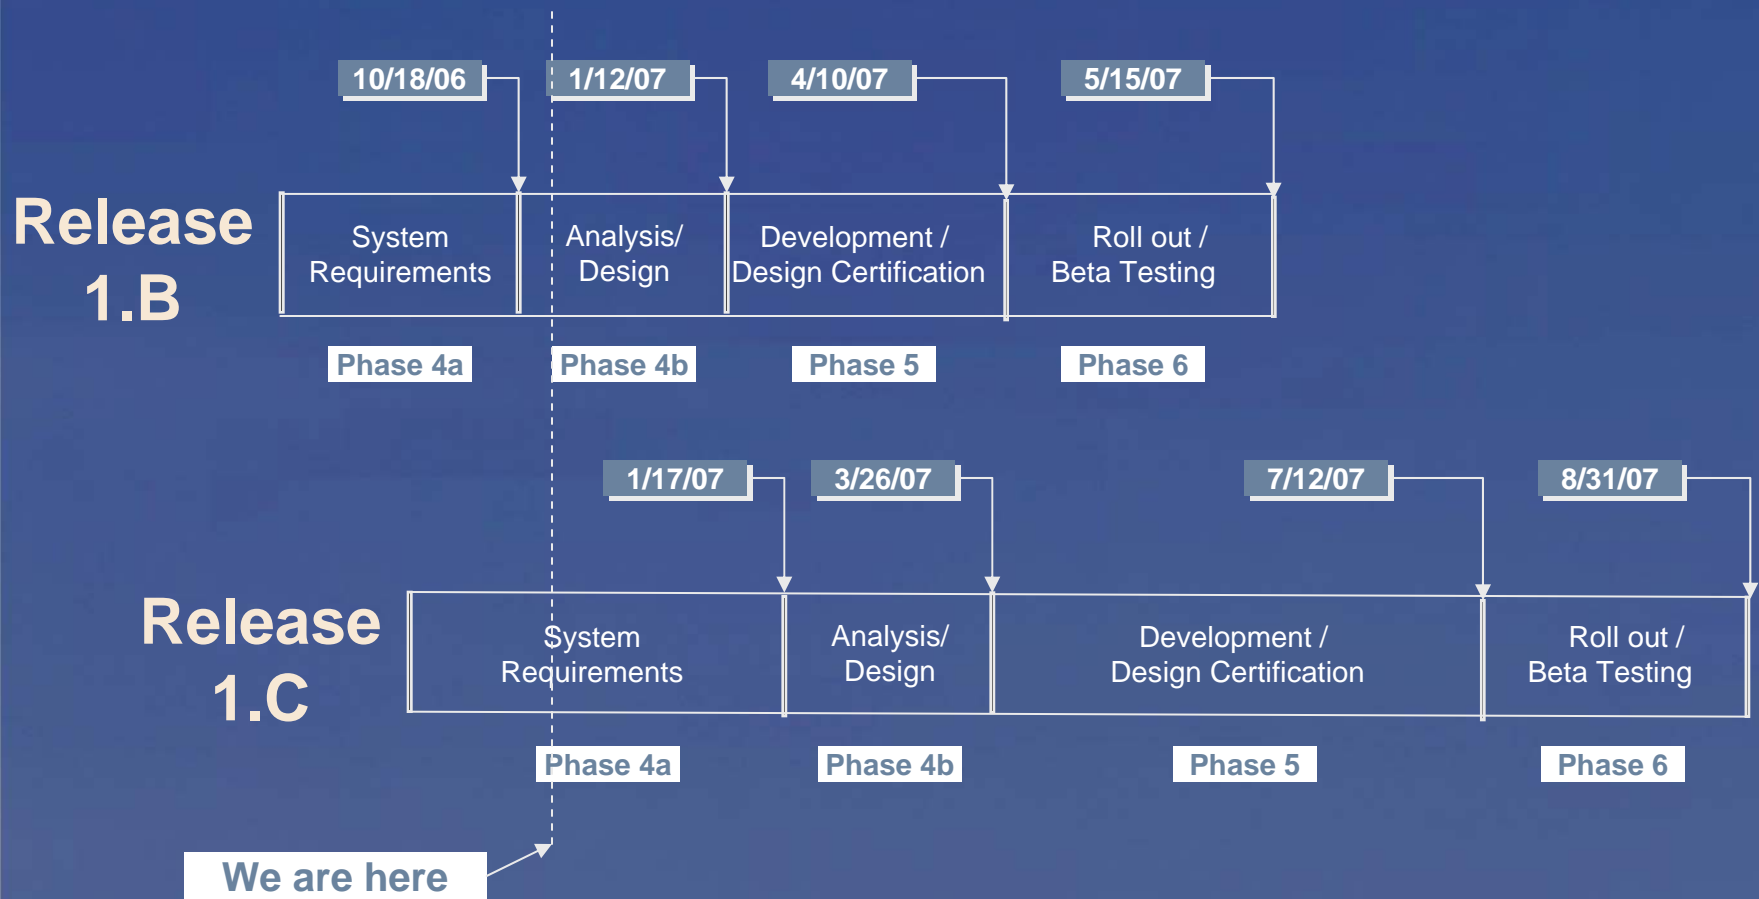 10/18/06
1/12/07
4/10/07
5/15/07
Release
1.B
System
Requirements
Analysis/
Design
Development /
Design Certification
Roll out /
Beta Testing
Phase 4a
Phase 4b
Phase 5
Phase 6
1/17/07
3/26/07
7/12/07
8/31/07
Release
1.C
System
Requirements
Analysis/
Design
Development /
Design Certification
Roll out /
Beta Testing
Phase 4a
Phase 4b
Phase 5
Phase 6
We are here